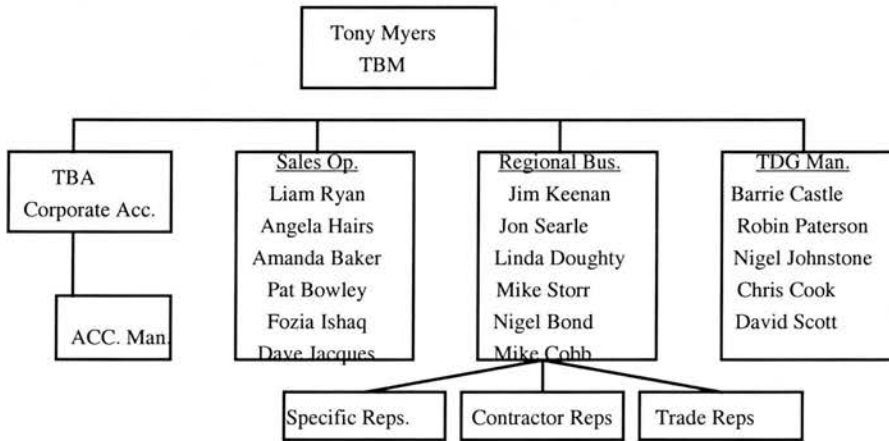 Tony Myers
TBM
TBA
Corporate Acc.
ACC. Man.
Sales Op.
Liam Ryan
Angela Hairs
Amanda Baker
Pat Bowley
Fozia Ishaq
Dave Jacques
Regional Bus.
Jim Keenan
Jon Searle
Linda Doughty
Mike Storr
Nigel Bond
Mike Cobb
TDG Man.
Barrie Castle
Robin Paterson
Nigel Johnstone
Chris Cook
David Scott
Specific Reps.
Contractor Reps
Trade Reps